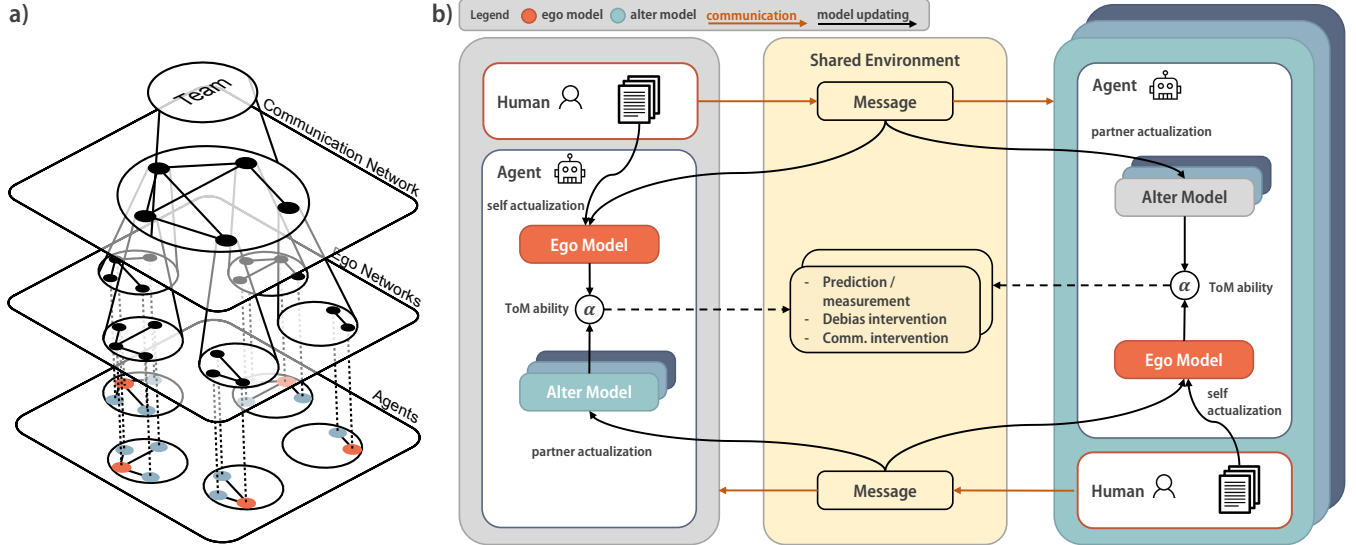 a)
Team
Communication Network
Ego Networks
Agents
b)
Legend ego model alter model communication model updating
Human
Agent
self actualization
Ego Model
ToM ability
α
Alter Model
partner actualization
Shared Environment
Message
- Prediction /
measurement
- Debias intervention
- Comm. intervention
Message
Agent
partner actualization
Alter Model
α
ToM ability
Ego Model
self
actualization
Human